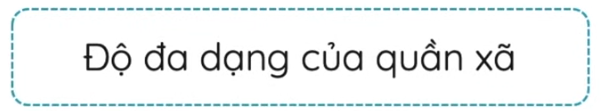 Độ đa dạng của quần xã